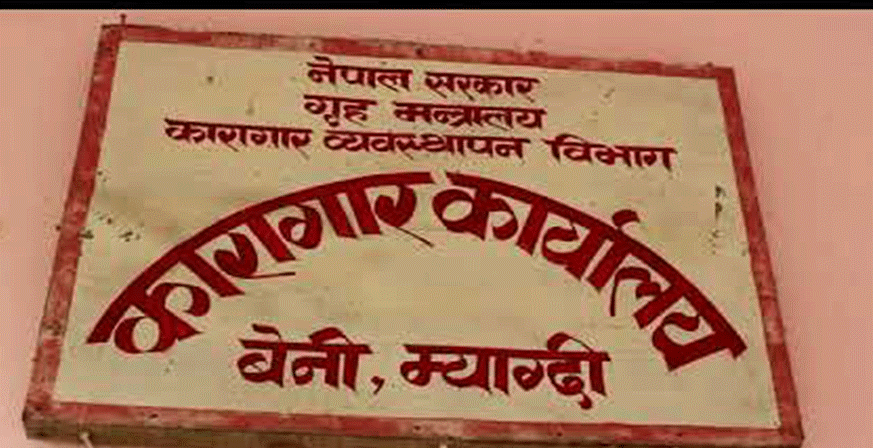 नेपाल सरकार
गृह मन्त्रालय
कारागार व्यवस्थापन विभाग
कारागार कार्यालय
बेनी, म्याग्दी